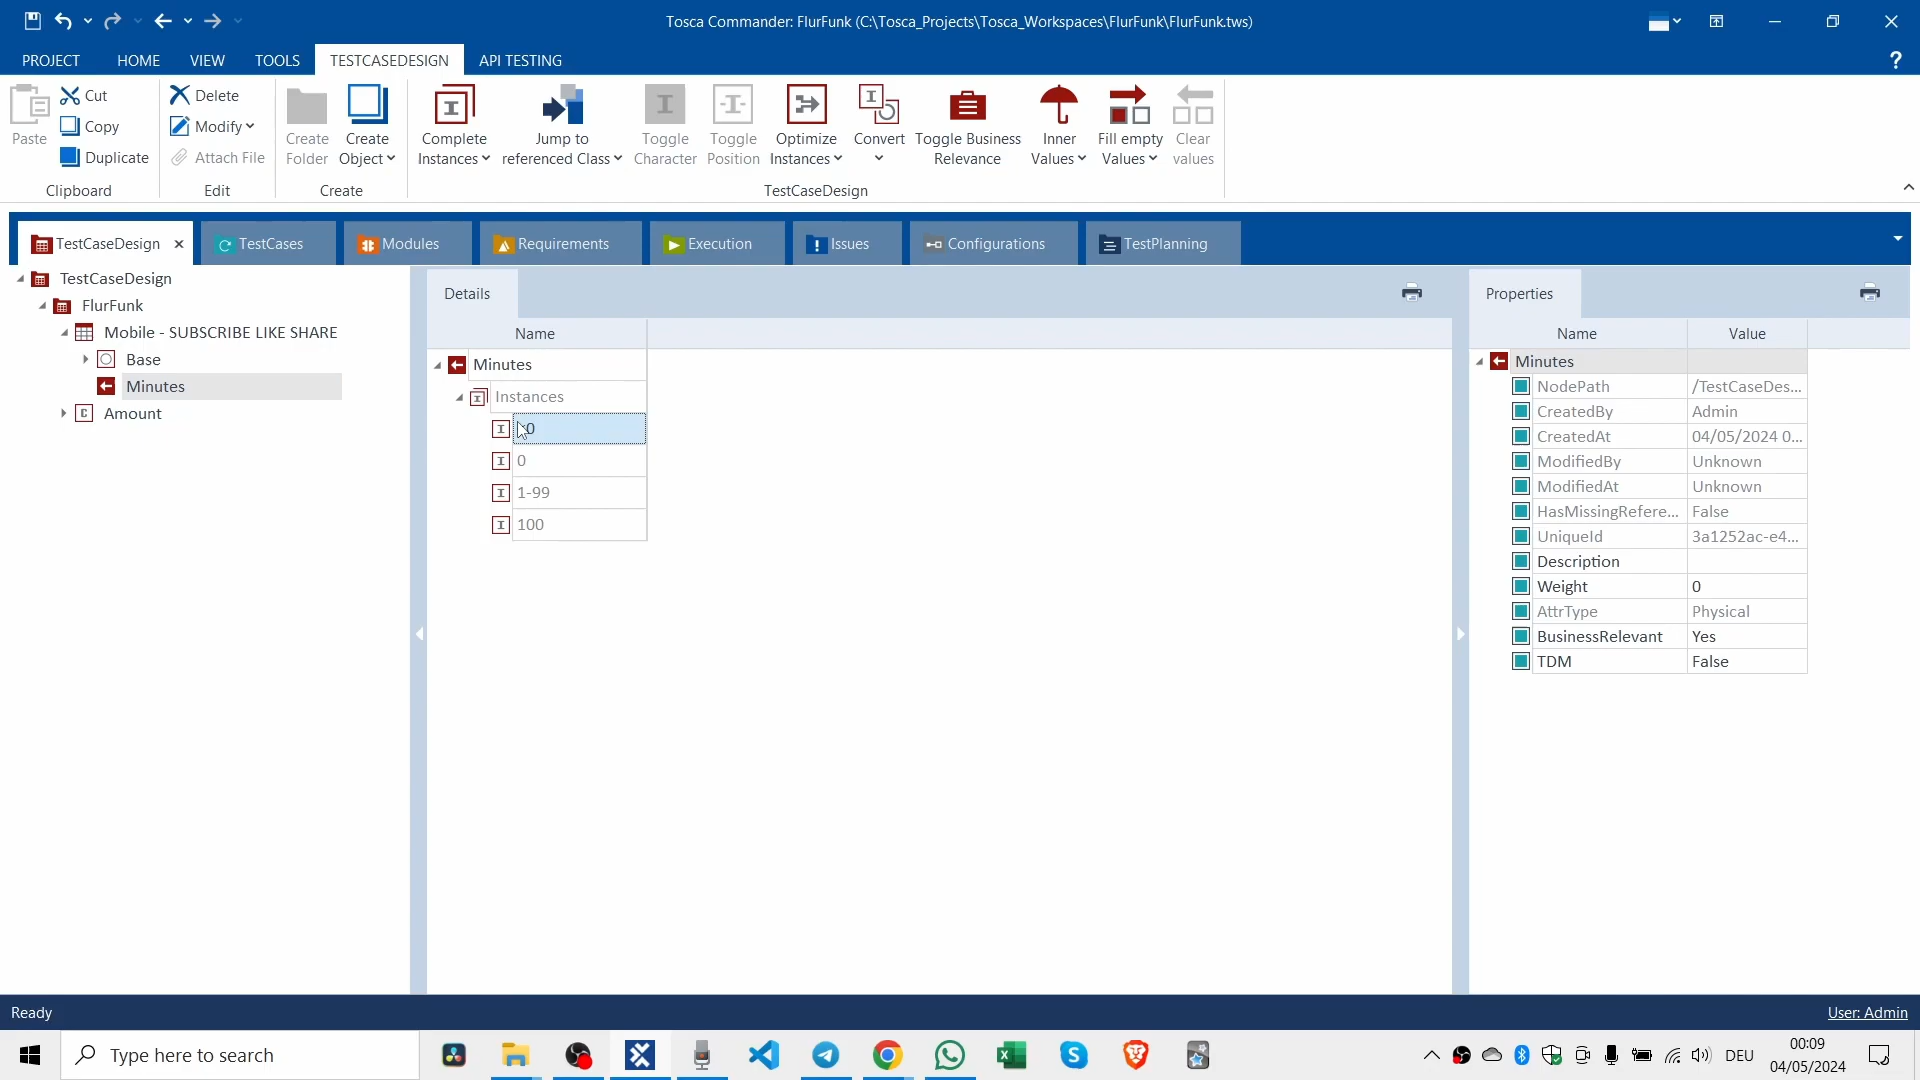 Tosca Commander: FlurFunk (C:\Tosca_Projects\Tosca_Workspaces\FlurFunk\FlurFunk.tws)
PROJECT HOME VIEW TOOLS TESTCASEDESIGN API TESTING ?
Paste
Cut
Copy
Duplicate
Clipboard
Delete
Modify
Attach File
Edit
Create
Folder
Create
Object
Create
Complete
Instances
Jump to
referenced Class
Toggle
Character
Toggle
Position
Optimize
Instances
Convert
Toggle Business
Relevance
Inner
Values
Fill empty
Values
Clear
values
TestCaseDesign
TestCaseDesign TestCases Modules Requirements Execution Issues Configurations TestPlanning
TestCaseDesign
FlurFunk
Mobile - SUBSCRIBE LIKE SHARE
Base
Minutes
Amount
Details
Name
Minutes
Instances
0
1-99
100
Properties
Name Value
Minutes
NodePath /TestCaseDes...
CreatedBy Admin
CreatedAt 04/05/2024 0...
ModifiedBy Unknown
ModifiedAt Unknown
HasMissingRefere... False
UniqueId 3a1252ac-e4...
Description
Weight 0
AttrType Physical
BusinessRelevant Yes
TDM False
Ready
User: Admin
Type here to search
DEU
00:09
04/05/2024